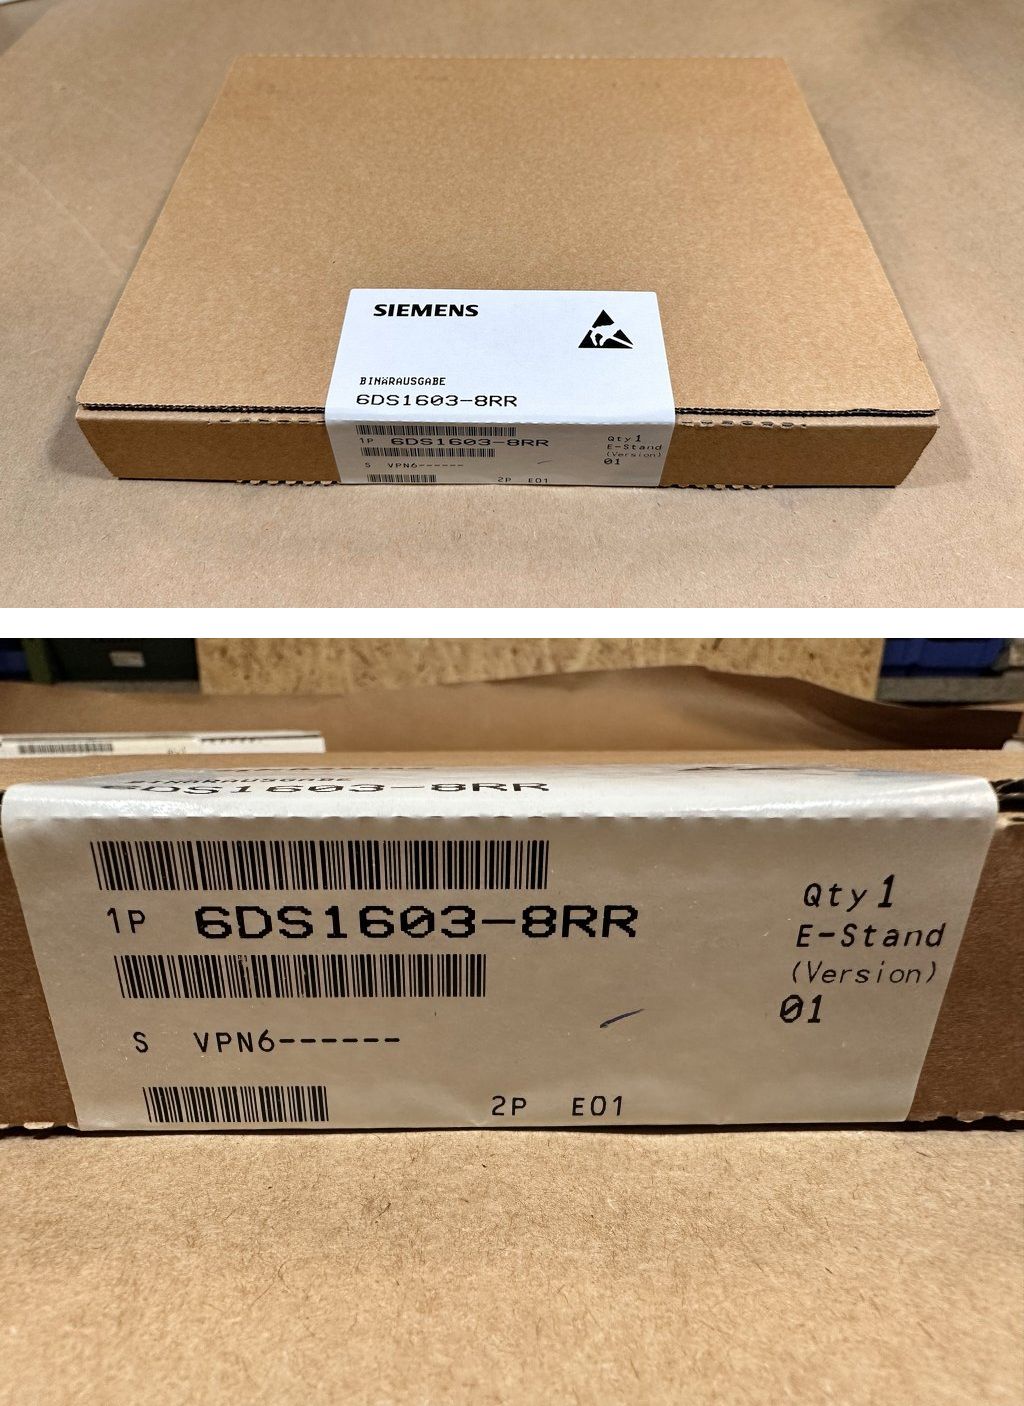 SIEMENS
BINÄRAUSGABE
6DS1603-8RR
1P 6DS1603-8RR
Qty 1
E-Stand
(Version)
01
S VPN6------
2P E01
BINÄRAUSGABE
6DS1603-8RR
1P 6DS1603-8RR
Qty 1
E-Stand
(Version)
01
S VPN6------
2P E01